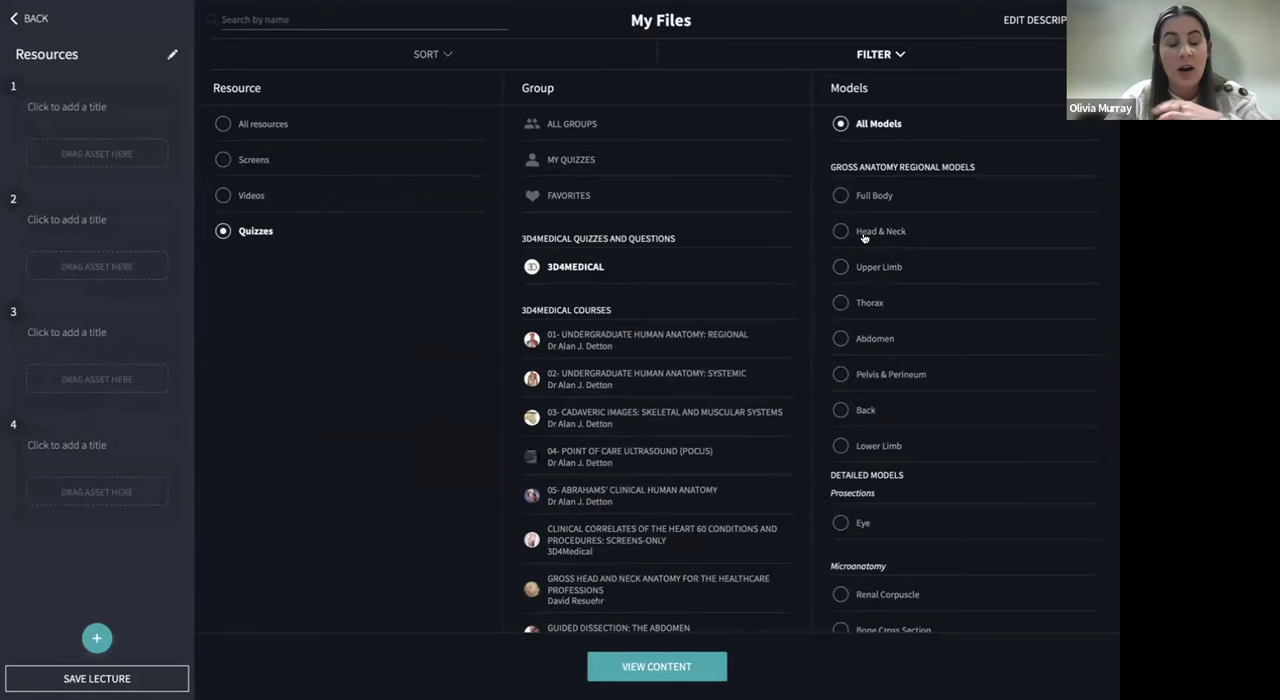 BACK
Resources
1
Click to add a title
DRAG ASSET HERE
2
Click to add a title
DRAG ASSET HERE
3
Click to add a title
DRAG ASSET HERE
4
Click to add a title
DRAG ASSET HERE
+
SAVE LECTURE
Search by name
My Files
EDIT DESCRIP
SORT
FILTER
Resource
All resources
Screens
Videos
Quizzes
Group
ALL GROUPS
MY QUIZZES
FAVORITES
3D4MEDICAL QUIZZES AND QUESTIONS
3D 3D4MEDICAL
3D4MEDICAL COURSES
01- UNDERGRADUATE HUMAN ANATOMY: REGIONAL
Dr Alan J. Detton
02- UNDERGRADUATE HUMAN ANATOMY: SYSTEMIC
Dr Alan J. Detton
03- CADAVERIC IMAGES: SKELETAL AND MUSCULAR SYSTEMS
Dr Alan J. Detton
04- POINT OF CARE ULTRASOUND (POCUS)
Dr Alan J. Detton
05- ABRAHAMS' CLINICAL HUMAN ANATOMY
Dr Alan J. Detton
CLINICAL CORRELATES OF THE HEART 60 CONDITIONS AND
PROCEDURES: SCREENS-ONLY
3D4Medical
GROSS HEAD AND NECK ANATOMY FOR THE HEALTHCARE
PROFESSIONS
David Resuehr
GUIDED DISSECTION: THE ABDOMEN
Models
All Models
GROSS ANATOMY REGIONAL MODELS
Full Body
Head & Neck
Upper Limb
Thorax
Abdomen
Pelvis & Perineum
Back
Lower Limb
DETAILED MODELS
Prosections
Eye
Microanatomy
Renal Corpuscle
Bone Cross Section
VIEW CONTENT
Olivia Murray